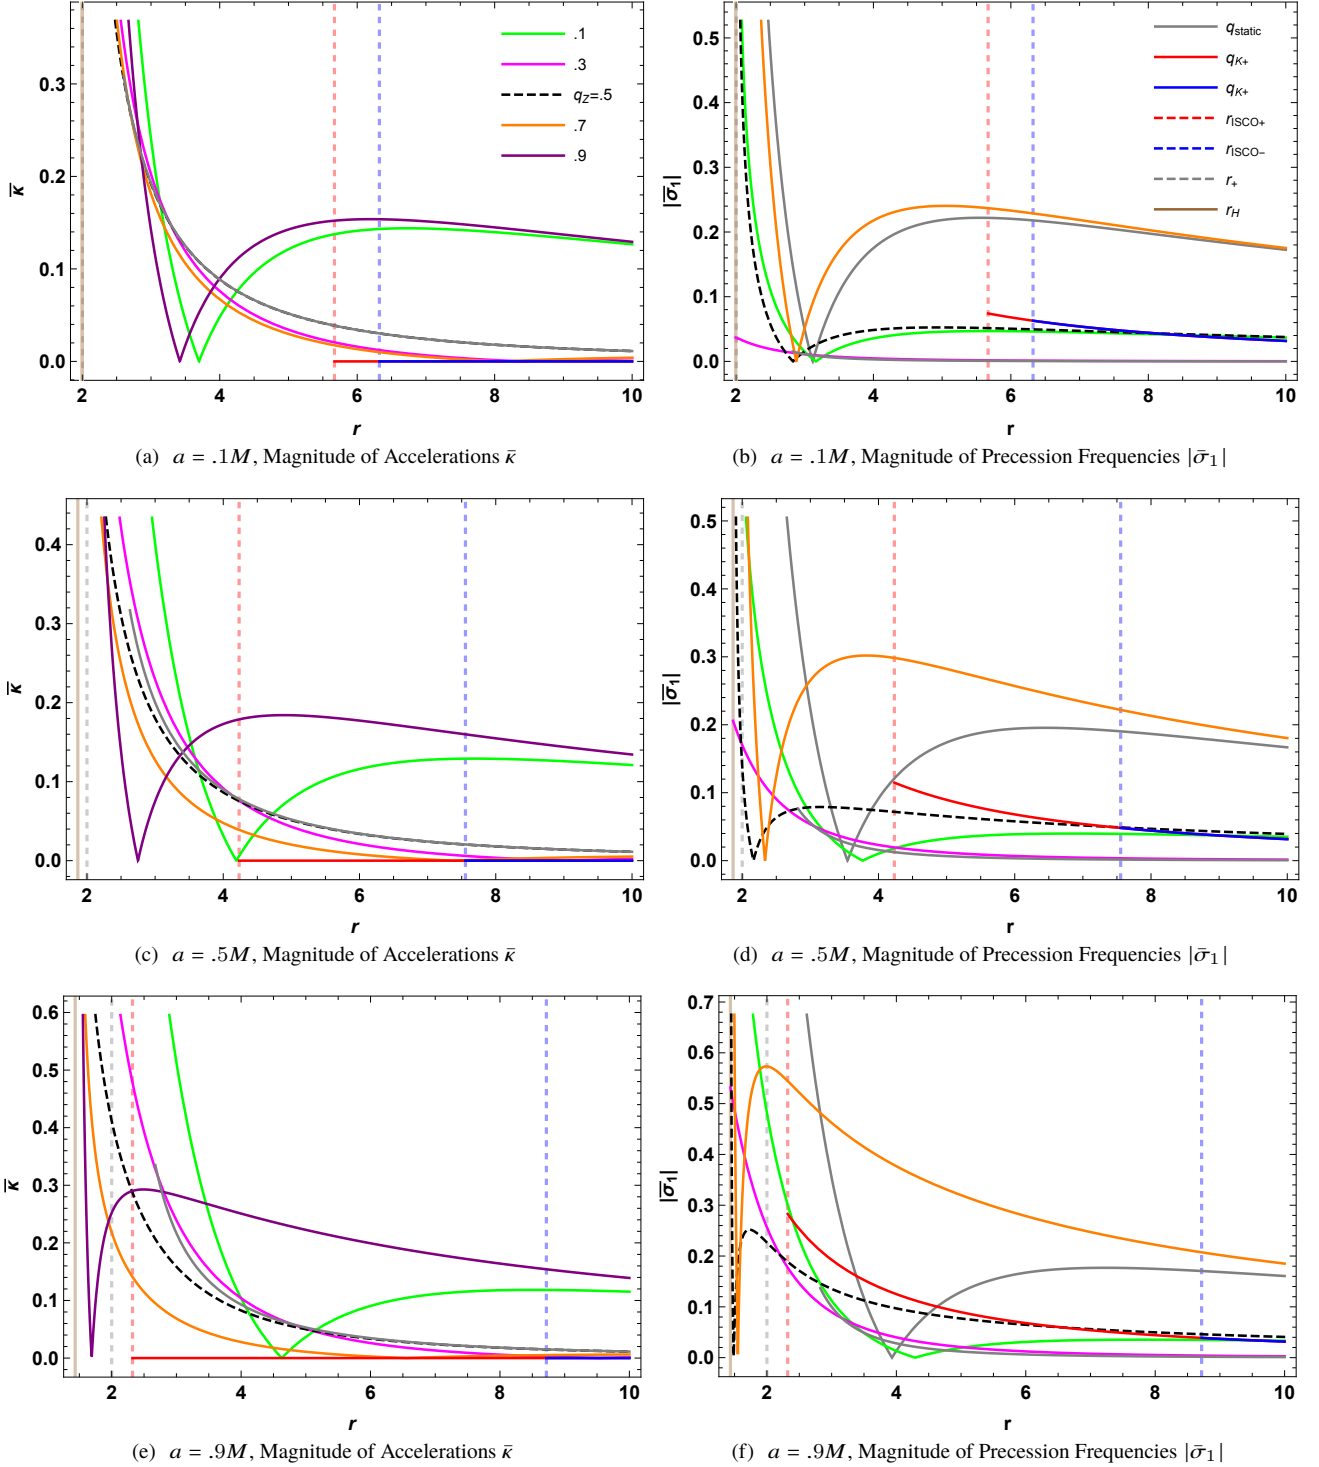 0.3
0.2
0.1
0.0
κ̄
2
4
6
8
10
r
.1
.3
q_Z=.5
.7
.9
(a) a = .1M, Magnitude of Accelerations κ̄
0.5
0.4
0.3
0.2
0.1
0.0
|σ̄₁|
2
4
6
8
10
r
q_static
q_K+
q_K+
r_ISCO+
r_ISCO−
r_+
r_H
(b) a = .1M, Magnitude of Precession Frequencies |σ̄₁|
0.4
0.3
0.2
0.1
0.0
κ̄
2
4
6
8
10
r
(c) a = .5M, Magnitude of Accelerations κ̄
0.5
0.4
0.3
0.2
0.1
0.0
|σ̄₁|
2
4
6
8
10
r
(d) a = .5M, Magnitude of Precession Frequencies |σ̄₁|
0.6
0.5
0.4
0.3
0.2
0.1
0.0
κ̄
2
4
6
8
10
r
(e) a = .9M, Magnitude of Accelerations κ̄
0.7
0.6
0.5
0.4
0.3
0.2
0.1
0.0
|σ̄₁|
2
4
6
8
10
r
(f) a = .9M, Magnitude of Precession Frequencies |σ̄₁|